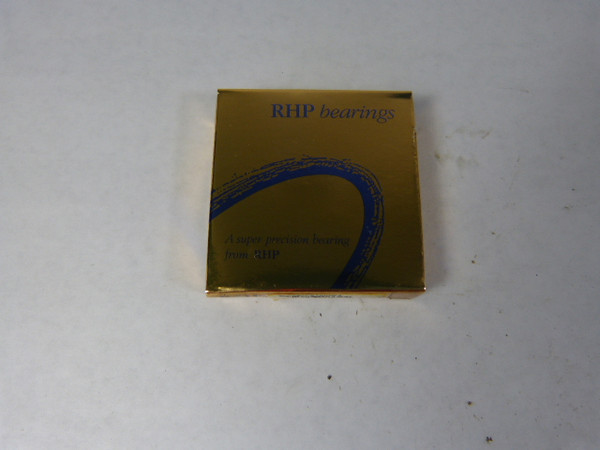 RHP bearings
A super precision bearing
from RHP